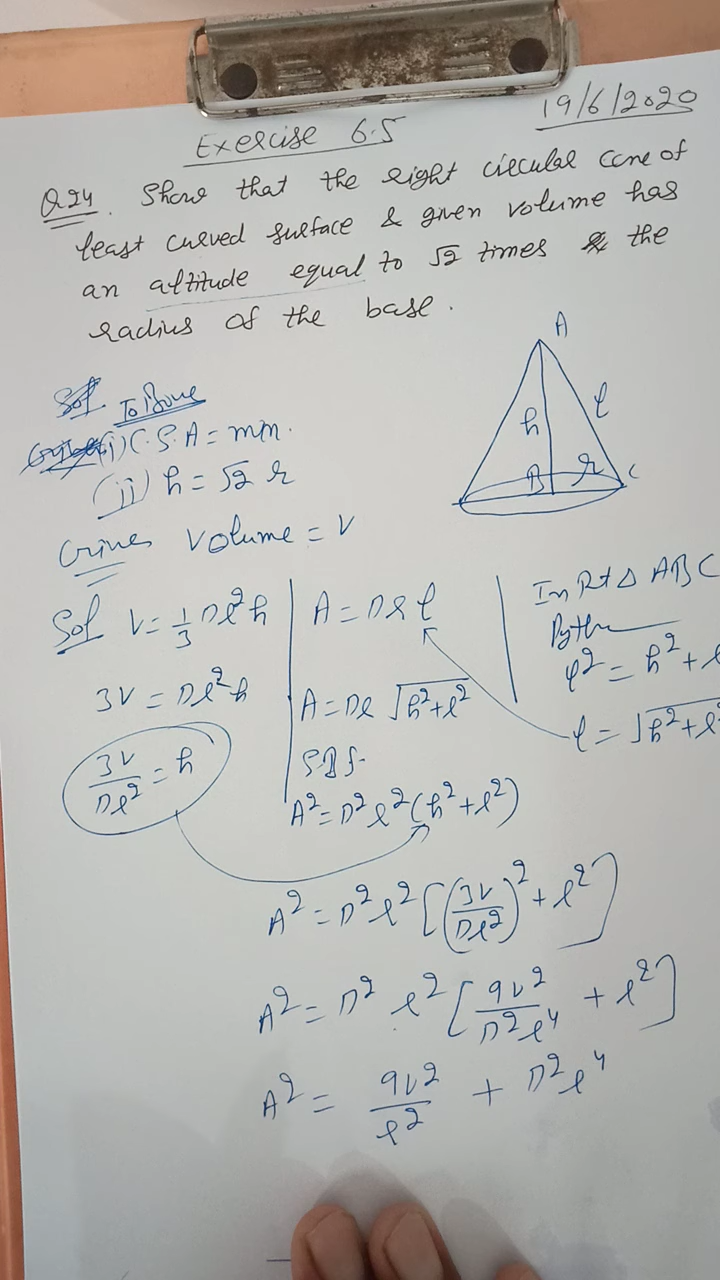 19/6/2020
Exercise 6.5
Q.24. Show that the right circular cone of
least curved surface & given volume has
an altitude equal to √2 times the
radius of the base.
Sol To Prove
(i) C.S.A = min.
(ii) h = √2 r
Given Volume = V
A
h
l
B
r
C
Sol V = 1/3 πr²h
3V = πr²h
3V/πr² = h
A = πrl
A = πr √h²+r²
S.B.S.
A² = π²r²(h²+r²)
In Rt Δ ABC
Pyth
l² = h² + r
l = √h²+r²
A² = π²r² [(3V/πr²)² + r²]
A² = π² r² [9V²/π²r⁴ + r²]
A² = 9V²/r² + π²r⁴